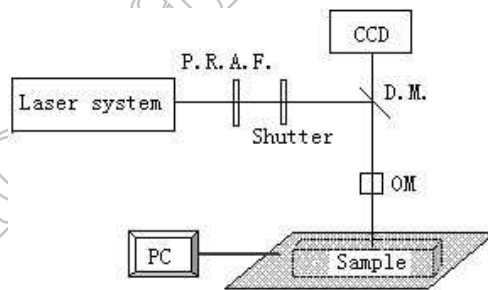 CCD
P.R.A.F.
Laser system
D.M.
Shutter
OM
PC
Sample